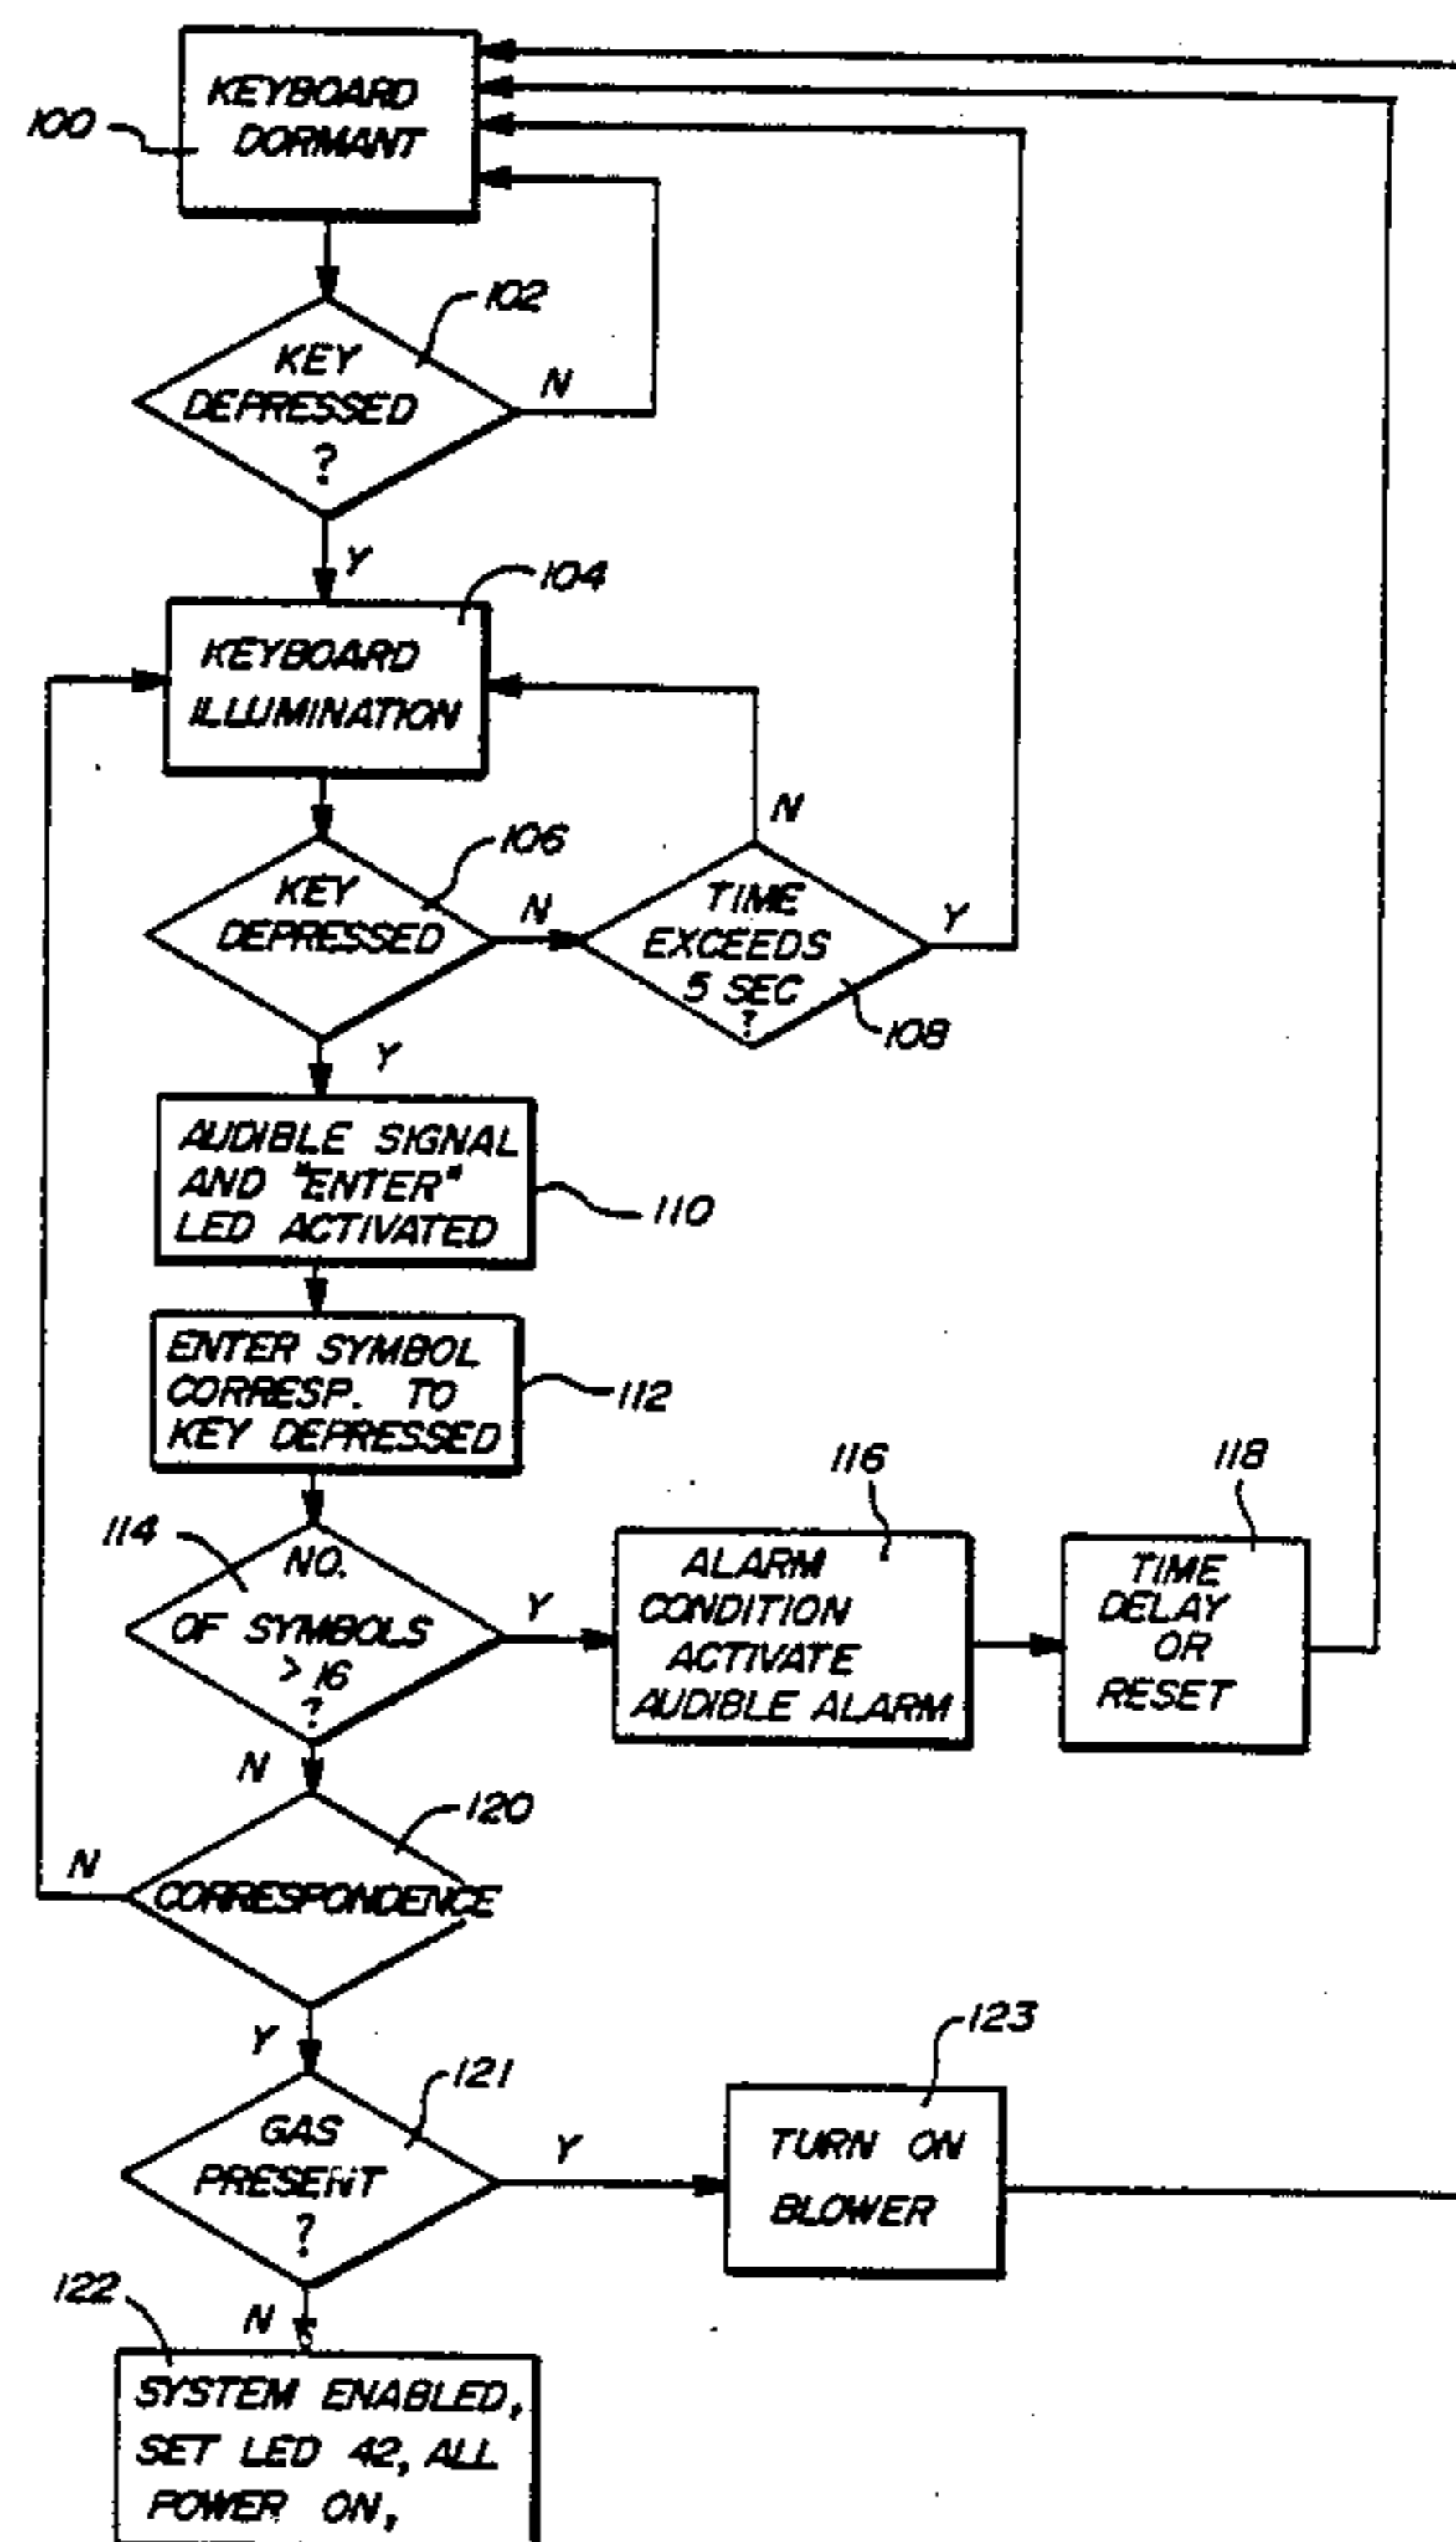 KEYBOARD
DORMANT
100
102
KEY
DEPRESSED
?
N
Y
104
KEYBOARD
ILLUMINATION
106
KEY
DEPRESSED
N
N
TIME
EXCEEDS
5 SEC
?
Y
108
Y
AUDIBLE SIGNAL
AND "ENTER"
LED ACTIVATED
110
ENTER SYMBOL
CORRESP. TO
KEY DEPRESSED
112
114
NO.
OF SYMBOLS
> 16
?
Y
116
ALARM
CONDITION
ACTIVATE
AUDIBLE ALARM
118
TIME
DELAY
OR
RESET
N
120
N
CORRESPONDENCE
Y
121
GAS
PRESENT
?
Y
123
TURN ON
BLOWER
122
N
SYSTEM ENABLED,
SET LED 42, ALL
POWER ON,